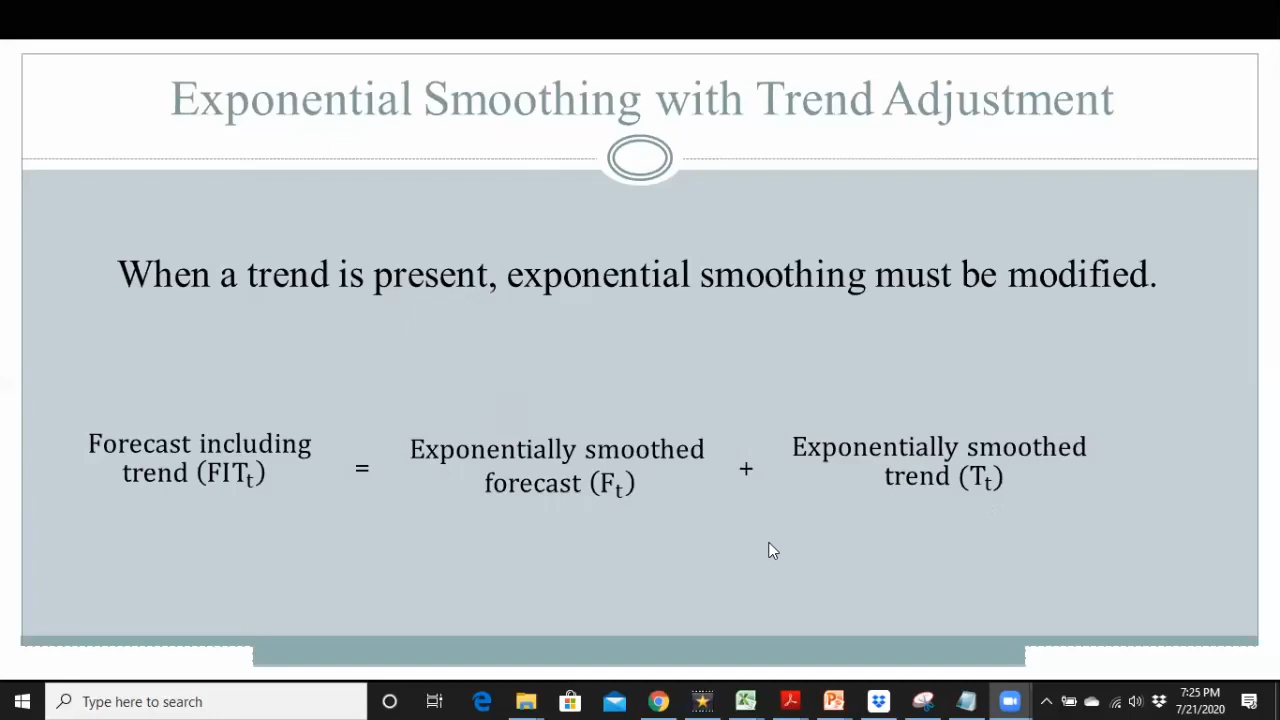 Exponential Smoothing with Trend Adjustment
When a trend is present, exponential smoothing must be modified.
Forecast including
trend (FITₜ)
=
Exponentially smoothed
forecast (Fₜ)
+
Exponentially smoothed
trend (Tₜ)
Type here to search
7:25 PM
7/21/2020